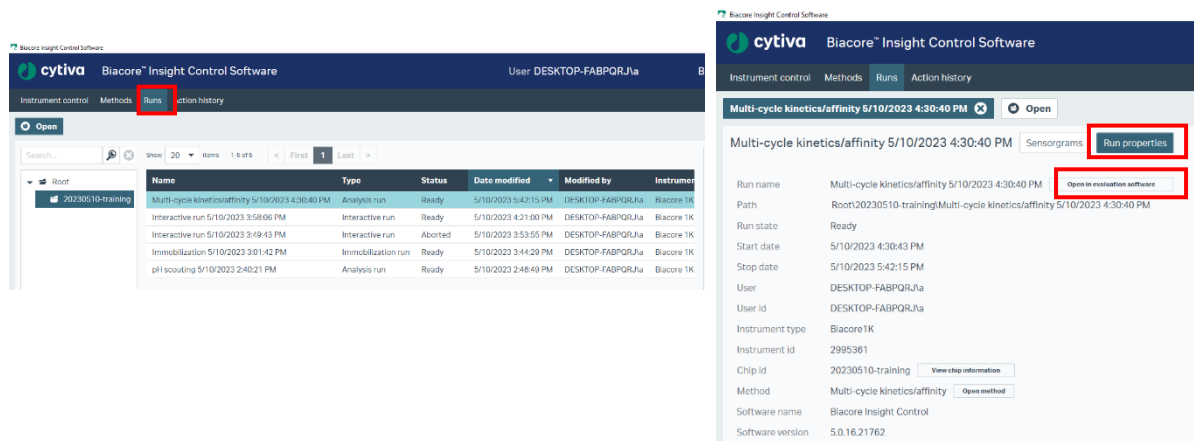 Biacore Insight Control Software
cytiva Biacore™ Insight Control Software User DESKTOP-FABPQRJ\a B
Instrument control Methods Runs Action history
Open
Search... Show 20 items 1-5 of 5 < First 1 Last >
Root
20230510-training
Name Type Status Date modified Modified by Instrumen
Multi-cycle kinetics/affinity 5/10/2023 4:30:40 PM Analysis run Ready 5/10/2023 5:42:15 PM DESKTOP-FABPQRJ\a Biacore 1K
Interactive run 5/10/2023 3:58:06 PM Interactive run Ready 5/10/2023 4:21:00 PM DESKTOP-FABPQRJ\a Biacore 1K
Interactive run 5/10/2023 3:49:43 PM Interactive run Aborted 5/10/2023 3:53:55 PM DESKTOP-FABPQRJ\a Biacore 1K
Immobilization 5/10/2023 3:01:42 PM Immobilization run Ready 5/10/2023 3:44:29 PM DESKTOP-FABPQRJ\a Biacore 1K
pH scouting 5/10/2023 2:40:21 PM Analysis run Ready 5/10/2023 2:46:49 PM DESKTOP-FABPQRJ\a Biacore 1K
Biacore Insight Control Software
cytiva Biacore™ Insight Control Software
Instrument control Methods Runs Action history
Multi-cycle kinetics/affinity 5/10/2023 4:30:40 PM Open
Multi-cycle kinetics/affinity 5/10/2023 4:30:40 PM Sensorgrams Run properties
Run name Multi-cycle kinetics/affinity 5/10/2023 4:30:40 PM Open in evaluation software
Path Root\20230510-training\Multi-cycle kinetics/affinity 5/10/2023 4:30:40 PM
Run state Ready
Start date 5/10/2023 4:30:43 PM
Stop date 5/10/2023 5:42:15 PM
User DESKTOP-FABPQRJ\a
User id DESKTOP-FABPQRJ\a
Instrument type Biacore1K
Instrument id 2995361
Chip id 20230510-training View chip information
Method Multi-cycle kinetics/affinity Open method
Software name Biacore Insight Control
Software version 5.0.16.21762